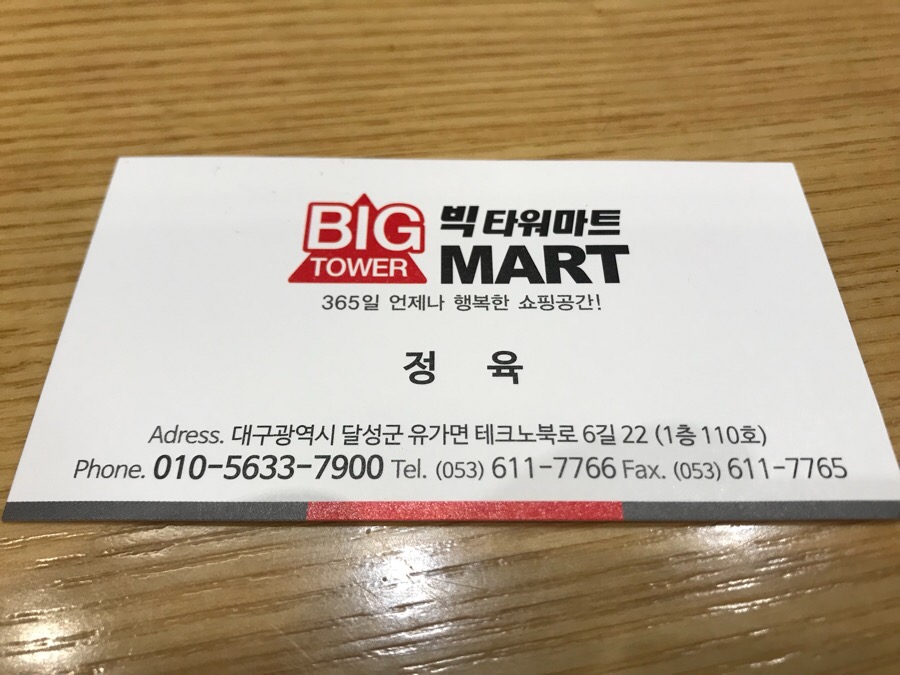 BIG 빅타워마트
TOWER MART
365일 언제나 행복한 쇼핑공간!
정 육
Adress. 대구광역시 달성군 유가면 테크노북로 6길 22 (1층 110호)
Phone. 010-5633-7900 Tel. (053) 611-7766 Fax. (053) 611-7765